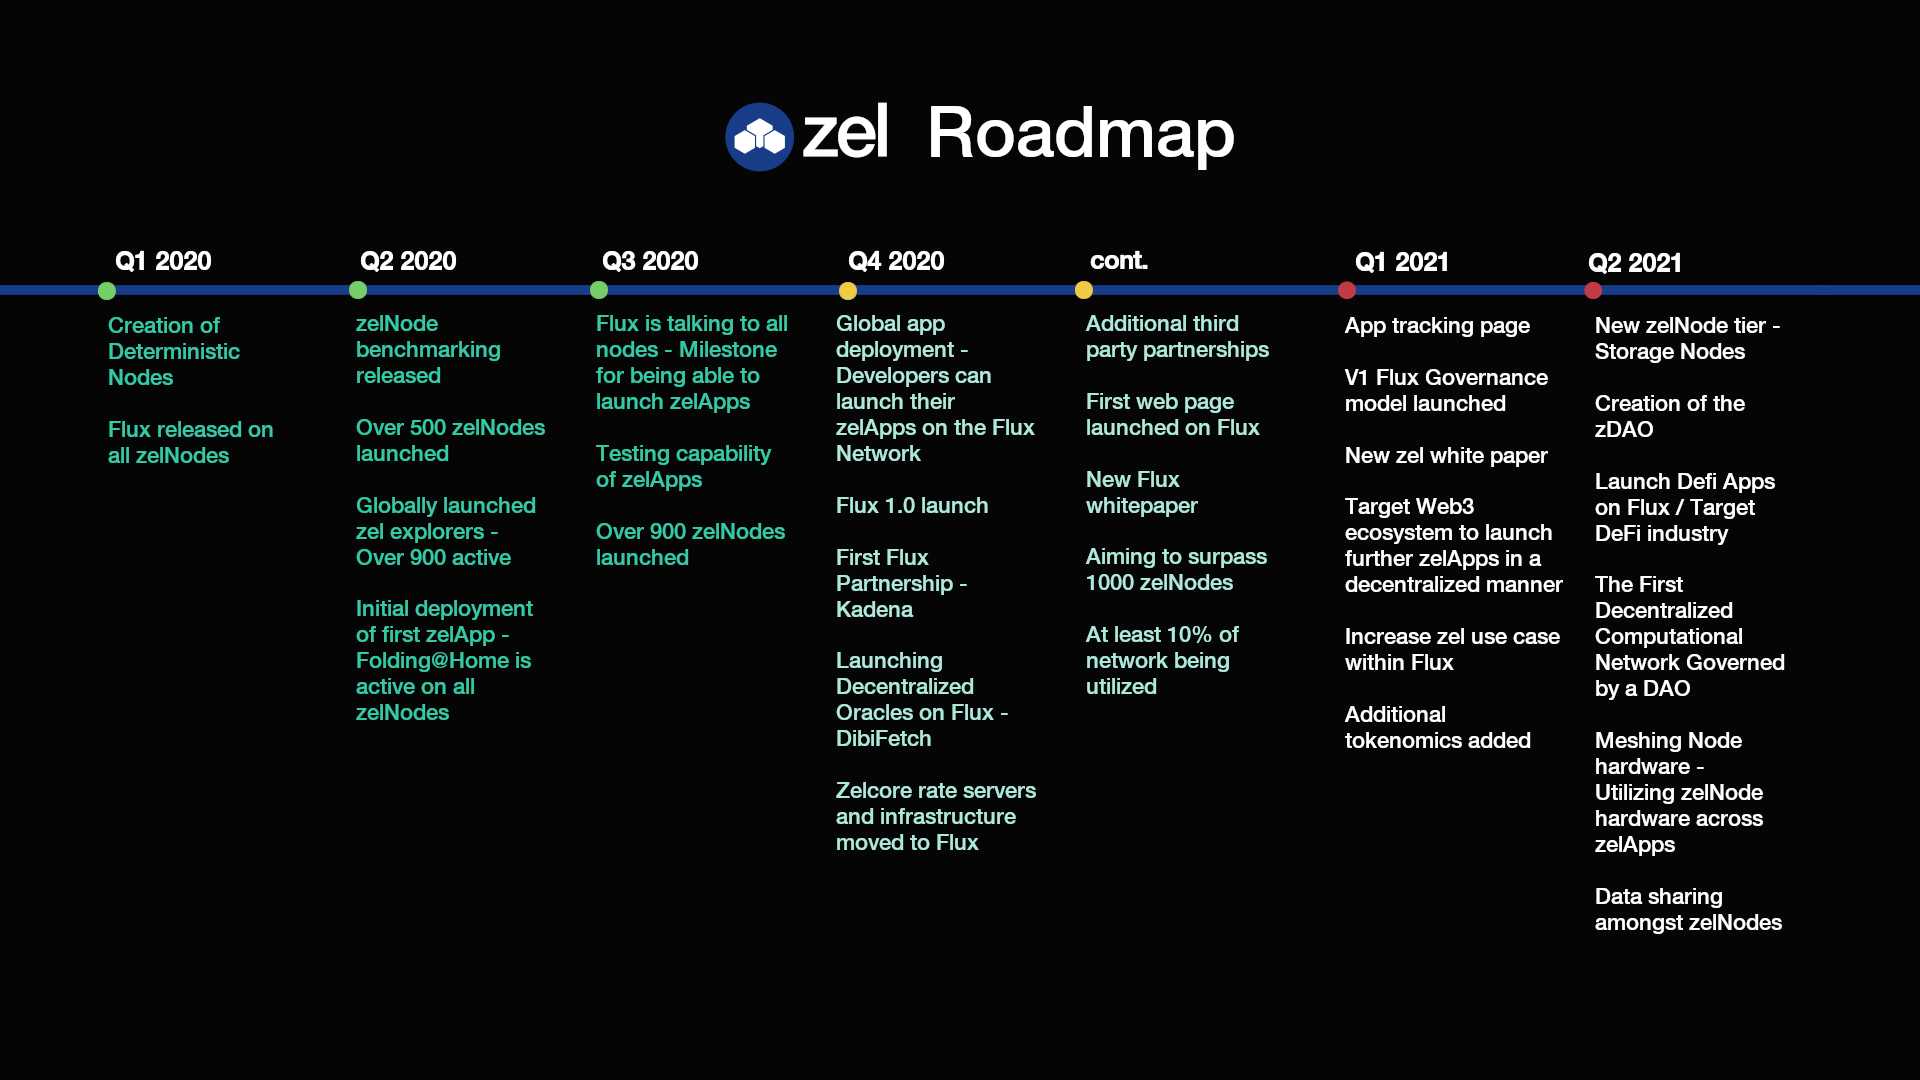 zel Roadmap
Q1 2020
Creation of
Deterministic
Nodes
Flux released on
all zelNodes
Q2 2020
zelNode
benchmarking
released
Over 500 zelNodes
launched
Globally launched
zel explorers -
Over 900 active
Initial deployment
of first zelApp -
Folding@Home is
active on all
zelNodes
Q3 2020
Flux is talking to all
nodes - Milestone
for being able to
launch zelApps
Testing capability
of zelApps
Over 900 zelNodes
launched
Q4 2020
Global app
deployment -
Developers can
launch their
zelApps on the Flux
Network
Flux 1.0 launch
First Flux
Partnership -
Kadena
Launching
Decentralized
Oracles on Flux -
DibiFetch
Zelcore rate servers
and infrastructure
moved to Flux
cont.
Additional third
party partnerships
First web page
launched on Flux
New Flux
whitepaper
Aiming to surpass
1000 zelNodes
At least 10% of
network being
utilized
Q1 2021
App tracking page
V1 Flux Governance
model launched
New zel white paper
Target Web3
ecosystem to launch
further zelApps in a
decentralized manner
Increase zel use case
within Flux
Additional
tokenomics added
Q2 2021
New zelNode tier -
Storage Nodes
Creation of the
zDAO
Launch Defi Apps
on Flux / Target
DeFi industry
The First
Decentralized
Computational
Network Governed
by a DAO
Meshing Node
hardware -
Utilizing zelNode
hardware across
zelApps
Data sharing
amongst zelNodes